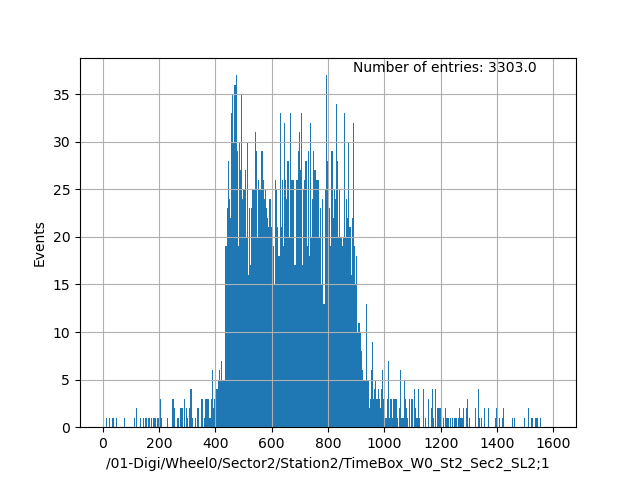 Number of entries: 3303.0
35
30
25
20
15
10
5
0
Events
0 200 400 600 800 1000 1200 1400 1600
/01-Digi/Wheel0/Sector2/Station2/TimeBox_W0_St2_Sec2_SL2;1